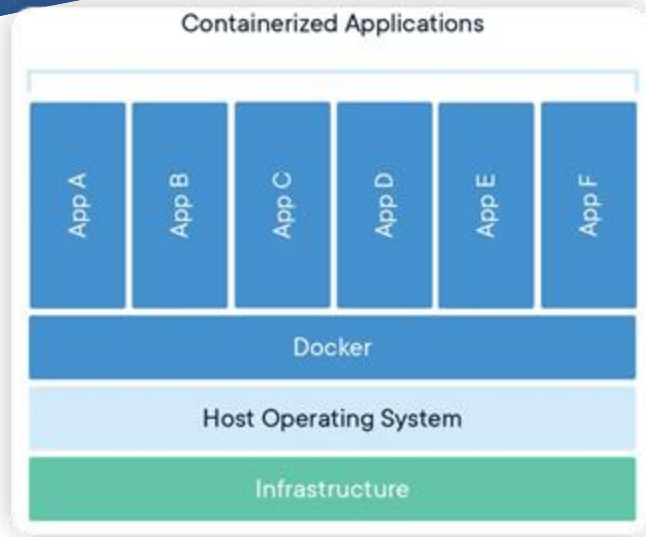 Containerized Applications
App A
App B
App C
App D
App E
App F
Docker
Host Operating System
Infrastructure